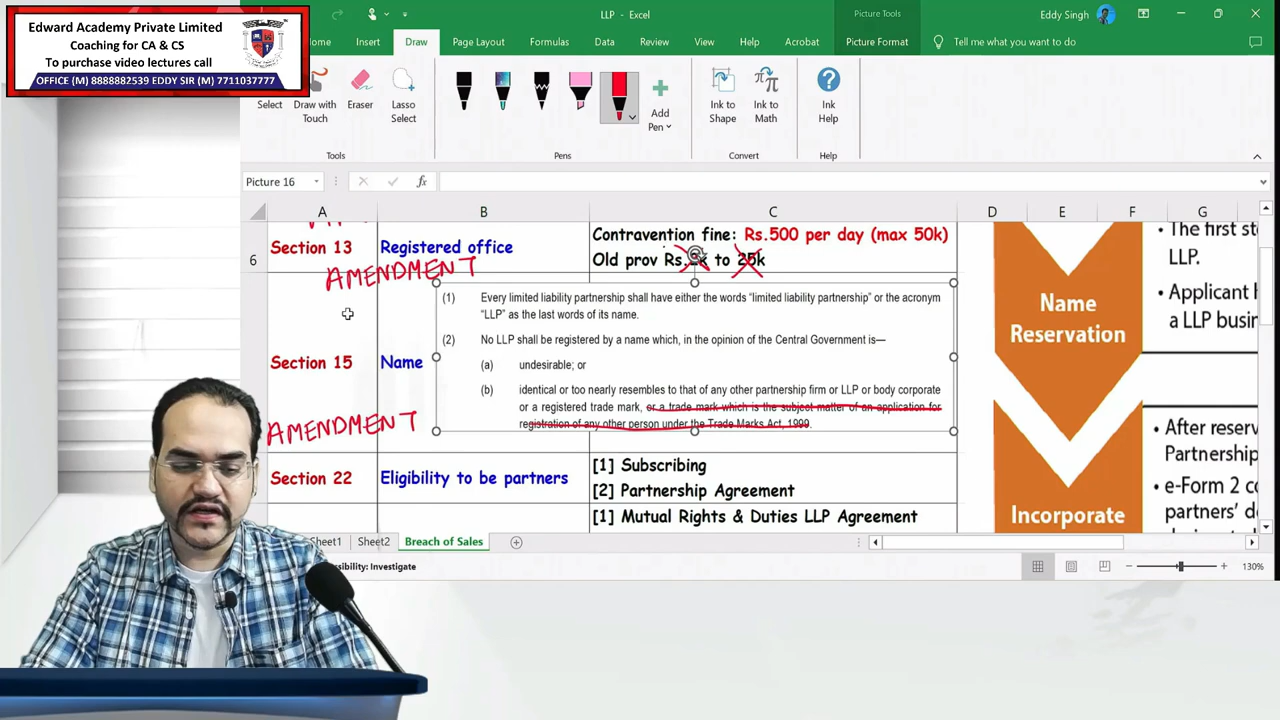 Edward Academy Private Limited
Coaching for CA & CS
To purchase video lectures call
OFFICE (M) 8888882539 EDDY SIR (M) 7711037777
LLP - Excel
Picture Tools
Eddy Singh
Home
Insert
Draw
Page Layout
Formulas
Data
Review
View
Help
Acrobat
Picture Format
Tell me what you want to do
Select
Draw with Touch
Eraser
Lasso Select
Add Pen
Ink to Shape
Ink to Math
Ink Help
Tools
Pens
Convert
Help
Picture 16
fx
A B C D E F G
6
Section 13
Registered office
Contravention fine: Rs.500 per day (max 50k)
Old prov Rs. to 25k
AMENDMENT
(1) Every limited liability partnership shall have either the words “limited liability partnership” or the acronym
“LLP” as the last words of its name.
(2) No LLP shall be registered by a name which, in the opinion of the Central Government is—
(a) undesirable; or
(b) identical or too nearly resembles to that of any other partnership firm or LLP or body corporate
or a registered trade mark, or a trade mark which is the subject matter of an application for
registration of any other person under the Trade Marks Act, 1999.
Section 15
Name
AMENDMENT
Section 22
Eligibility to be partners
[1] Subscribing
[2] Partnership Agreement
[1] Mutual Rights & Duties LLP Agreement
Name
Reservation
Incorporate
• The first st
LLP.
• Applicant h
a LLP busin
• After reserv
Partnership
• e-Form 2 co
partners' de
Sheet1
Sheet2
Breach of Sales
sibility: Investigate
130%